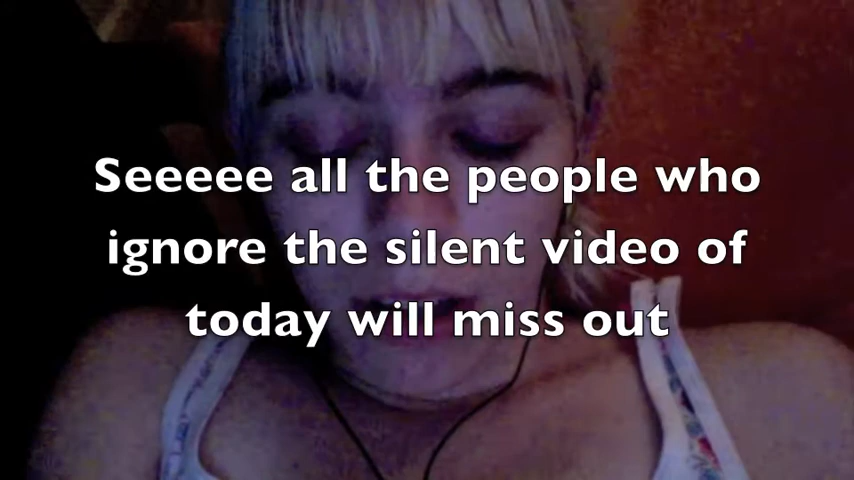 Seeeee all the people who
ignore the silent video of
today will miss out